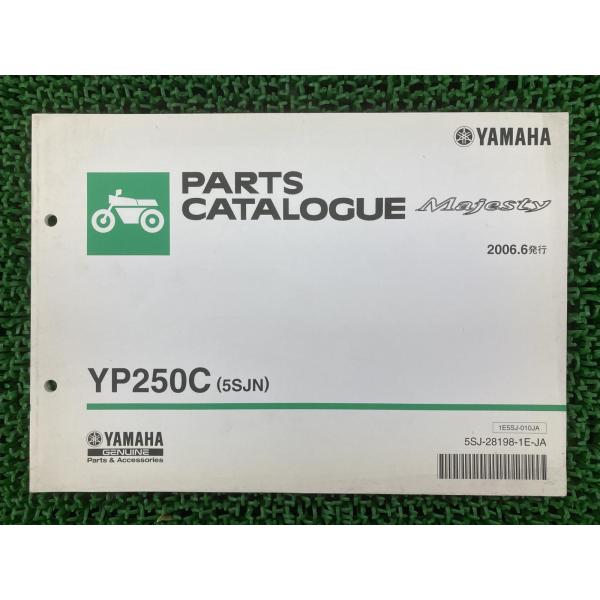 YAMAHA
PARTS
CATALOGUE
Majesty
2006.6発行
YP250C (5SJN)
1E5SJ-010JA
5SJ-28198-1E-JA
YAMAHA
GENUINE
Parts & Accessories